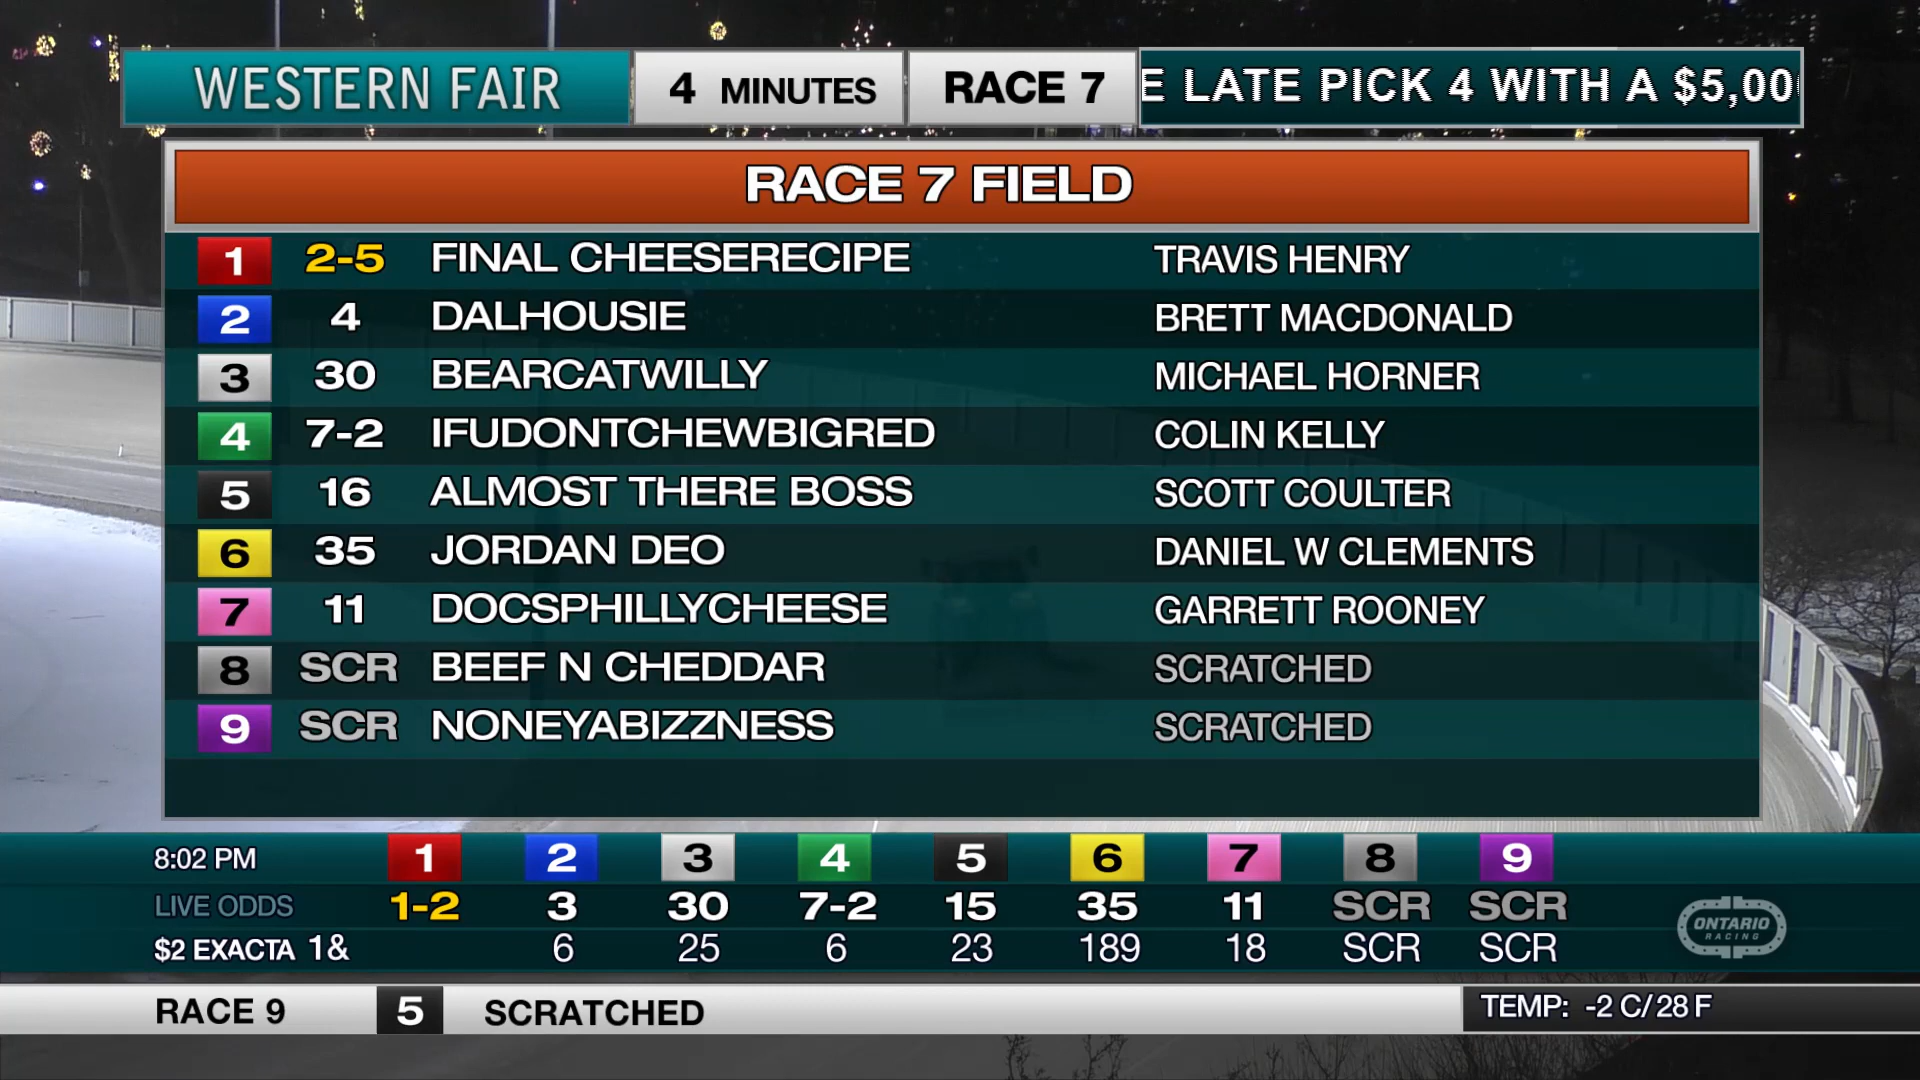 WESTERN FAIR 4 MINUTES RACE 7 E LATE PICK 4 WITH A $5,00
RACE 7 FIELD
1 2-5 FINAL CHEESERECIPE TRAVIS HENRY
2 4 DALHOUSIE BRETT MACDONALD
3 30 BEARCATWILLY MICHAEL HORNER
4 7-2 IFUDONTCHEWBIGRED COLIN KELLY
5 16 ALMOST THERE BOSS SCOTT COULTER
6 35 JORDAN DEO DANIEL W CLEMENTS
7 11 DOCSPHILLYCHEESE GARRETT ROONEY
8 SCR BEEF N CHEDDAR SCRATCHED
9 SCR NONEYABIZZNESS SCRATCHED
8:02 PM 1 2 3 4 5 6 7 8 9
LIVE ODDS 1-2 3 30 7-2 15 35 11 SCR SCR
$2 EXACTA 1& 6 25 6 23 189 18 SCR SCR
ONTARIO
RACING
RACE 9 5 SCRATCHED TEMP: -2 C/28 F